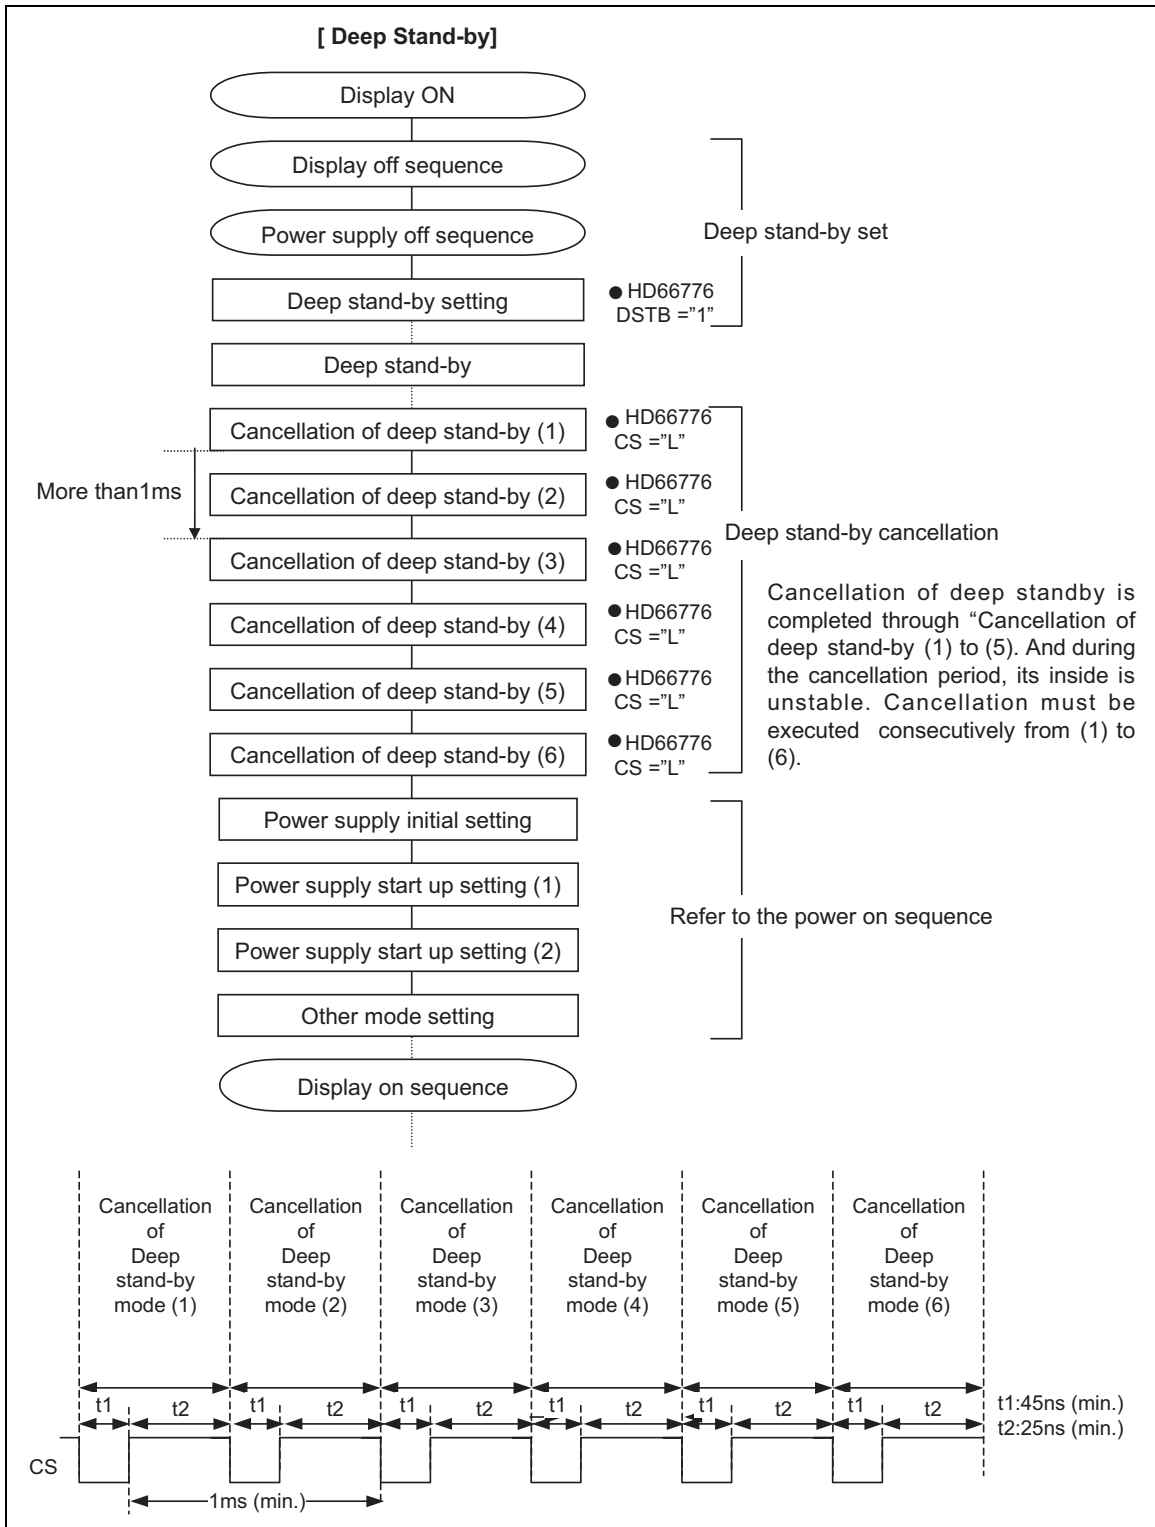 [ Deep Stand-by]
Display ON
Display off sequence
Power supply off sequence
Deep stand-by set
Deep stand-by setting
● HD66776
DSTB =”1”
Deep stand-by
Cancellation of deep stand-by (1)
● HD66776
CS =”L”
More than1ms
Cancellation of deep stand-by (2)
● HD66776
CS =”L”
Deep stand-by cancellation
Cancellation of deep stand-by (3)
● HD66776
CS =”L”
Cancellation of deep stand-by (4)
● HD66776
CS =”L”
Cancellation of deep stand-by (5)
● HD66776
CS =”L”
Cancellation of deep stand-by (6)
● HD66776
CS =”L”
Cancellation of deep standby is
completed through “Cancellation of
deep stand-by (1) to (5). And during
the cancellation period, its inside is
unstable. Cancellation must be
executed consecutively from (1) to
(6).
Power supply initial setting
Power supply start up setting (1)
Refer to the power on sequence
Power supply start up setting (2)
Other mode setting
Display on sequence
Cancellation
of
Deep
stand-by
mode (1)
Cancellation
of
Deep
stand-by
mode (2)
Cancellation
of
Deep
stand-by
mode (3)
Cancellation
of
Deep
stand-by
mode (4)
Cancellation
of
Deep
stand-by
mode (5)
Cancellation
of
Deep
stand-by
mode (6)
t1 t2 t1 t2 t1 t2 t1 t2 t1 t2 t1 t2
t1:45ns (min.)
t2:25ns (min.)
CS
1ms (min.)